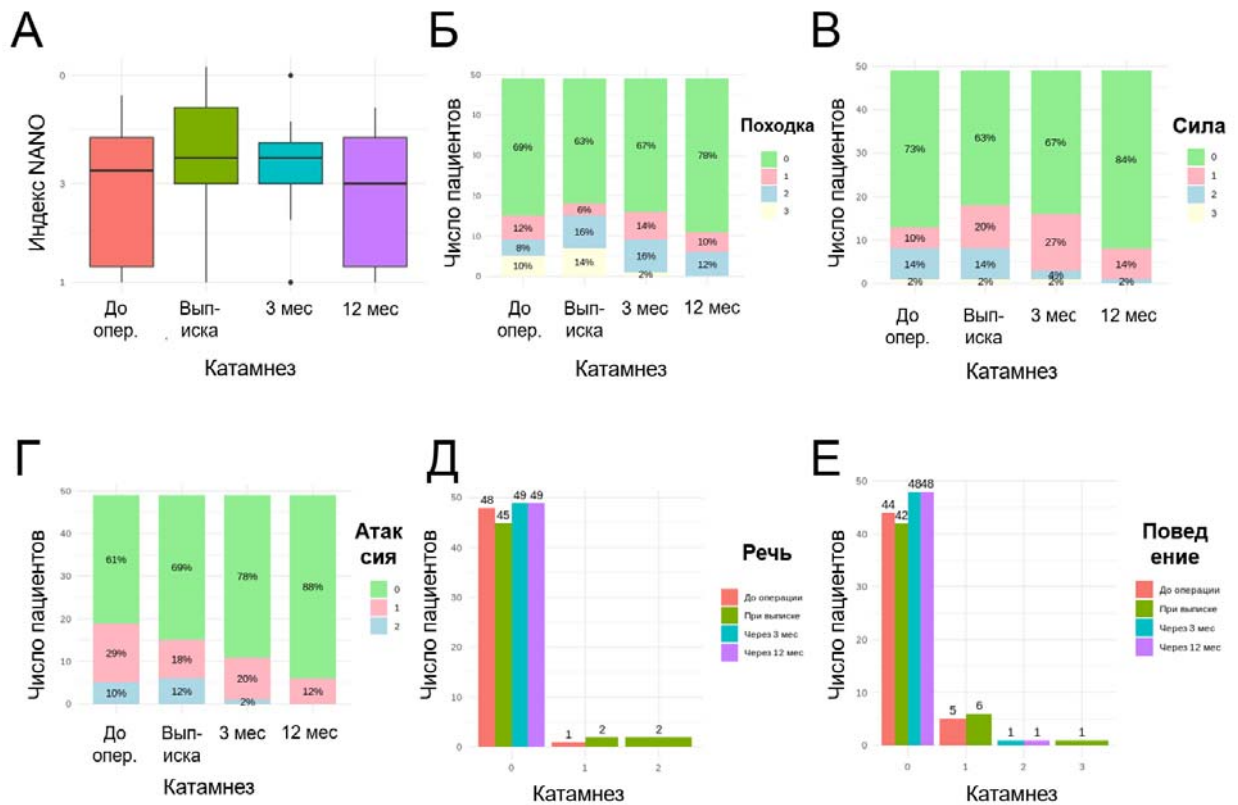 А
Индекс NANO
0
3
1
До
опер.
Вып-
иска
3 мес
12 мес
Катамнез
Б
Число пациентов
50
40
30
20
10
0
69%
12%
8%
10%
63%
6%
16%
14%
67%
14%
16%
2%
78%
10%
12%
До
опер.
Вып-
иска
3 мес
12 мес
Катамнез
Походка
0
1
2
3
В
Число пациентов
50
40
30
20
10
0
73%
10%
14%
2%
63%
20%
14%
2%
67%
27%
4%
2%
84%
14%
2%
До
опер.
Вып-
иска
3 мес
12 мес
Катамнез
Сила
0
1
2
3
Г
Число пациентов
50
40
30
20
10
0
61%
29%
10%
69%
18%
12%
78%
20%
2%
88%
12%
До
опер.
Вып-
иска
3 мес
12 мес
Катамнез
Атак
сия
0
1
2
Д
Число пациентов
50
40
30
20
10
0
48
45
49
49
1
2
2
0
1
2
Катамнез
Речь
До операции
При выписке
Через 3 мес
Через 12 мес
Е
Число пациентов
50
40
30
20
10
0
44
42
48
48
5
6
1
1
1
0
1
2
3
Катамнез
Повед
ение
До операции
При выписке
Через 3 мес
Через 12 мес